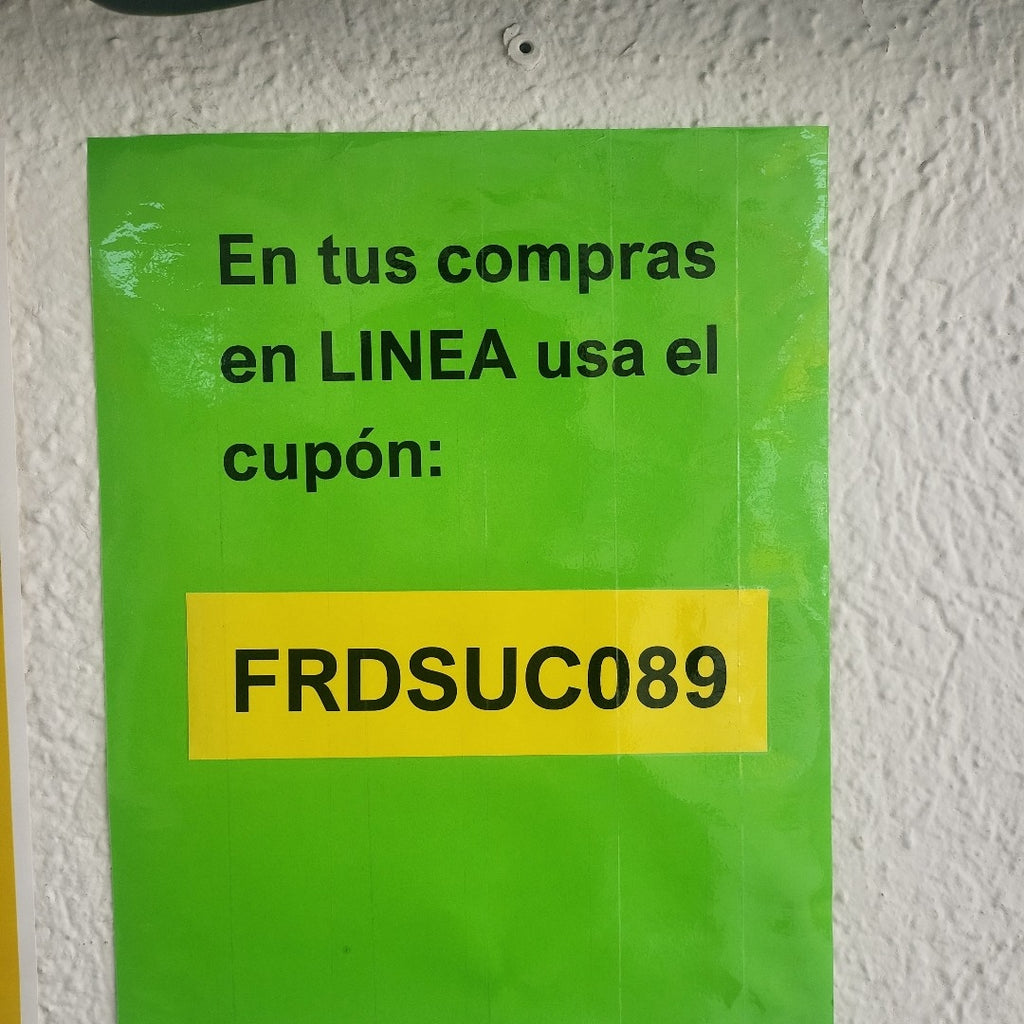 En tus compras
en LINEA usa el
cupón:
FRDSUC089